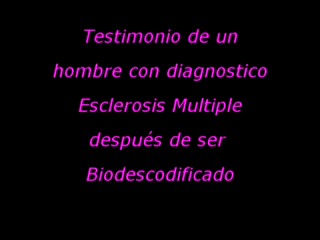 Testimonio de un
hombre con diagnostico
Esclerosis Multiple
después de ser
Biodescodificado